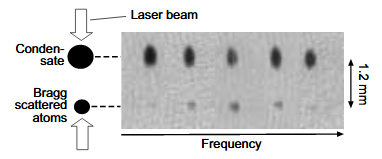 Laser beam
Conden-
sate
Bragg
scattered
atoms
1.2 mm
Frequency